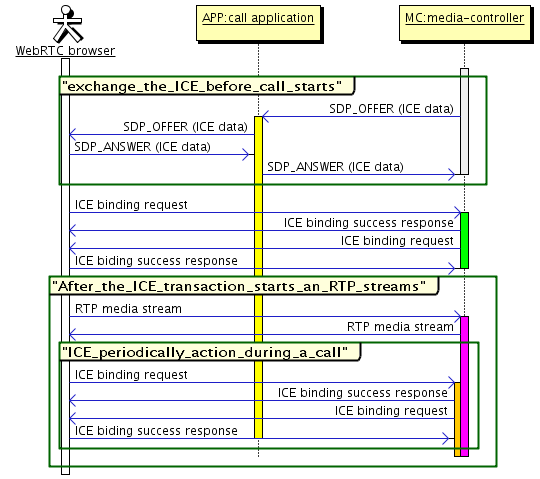 WebRTC browser
APP:call application
MC:media-controller
"exchange_the_ICE_before_call_starts"
SDP_OFFER (ICE data)
SDP_OFFER (ICE data)
SDP_ANSWER (ICE data)
SDP_ANSWER (ICE data)
ICE binding request
ICE binding success response
ICE binding request
ICE biding success response
"After_the_ICE_transaction_starts_an_RTP_streams"
RTP media stream
RTP media stream
"ICE_periodically_action_during_a_call"
ICE binding request
ICE binding success response
ICE binding request
ICE biding success response